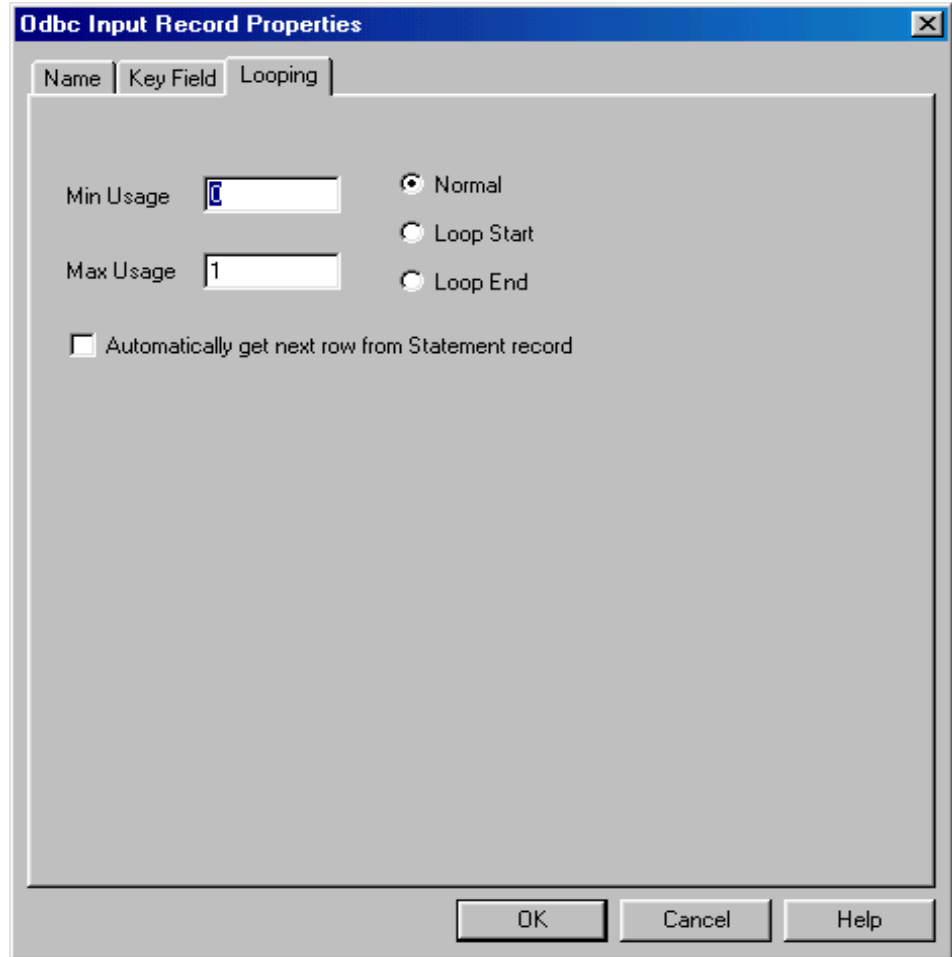 Odbc Input Record Properties
Name Key Field Looping
Min Usage 0 Normal
Loop Start
Max Usage 1 Loop End
Automatically get next row from Statement record
OK Cancel Help